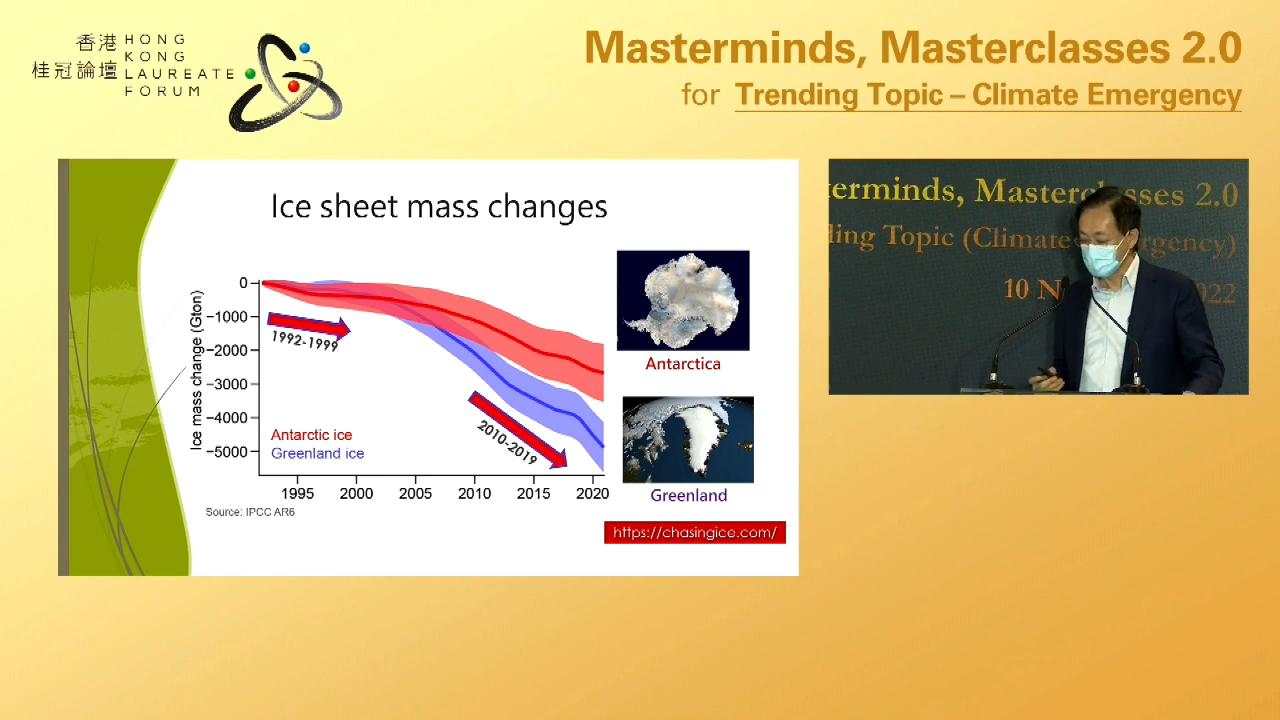 香港
桂冠論壇
HONG
KONG
LAUREATE
FORUM
Masterminds, Masterclasses 2.0
for Trending Topic – Climate Emergency
Ice sheet mass changes
Ice mass change (Gton)
0
−1000
−2000
−3000
−4000
−5000
1992-1999
2010-2019
Antarctic ice
Greenland ice
1995 2000 2005 2010 2015 2020
Source: IPCC AR6
Antarctica
Greenland
https://chasingice.com/
terminds, Masterclasses 2.0
ding Topic (Climate rgency)
10 N 022